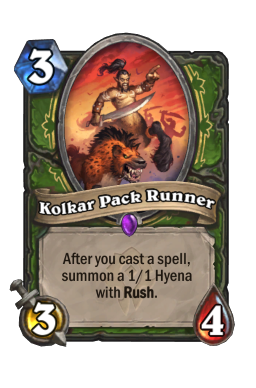 3
Kolkar Pack Runner
After you cast a spell,
summon a 1/1 Hyena
with Rush.
3
4